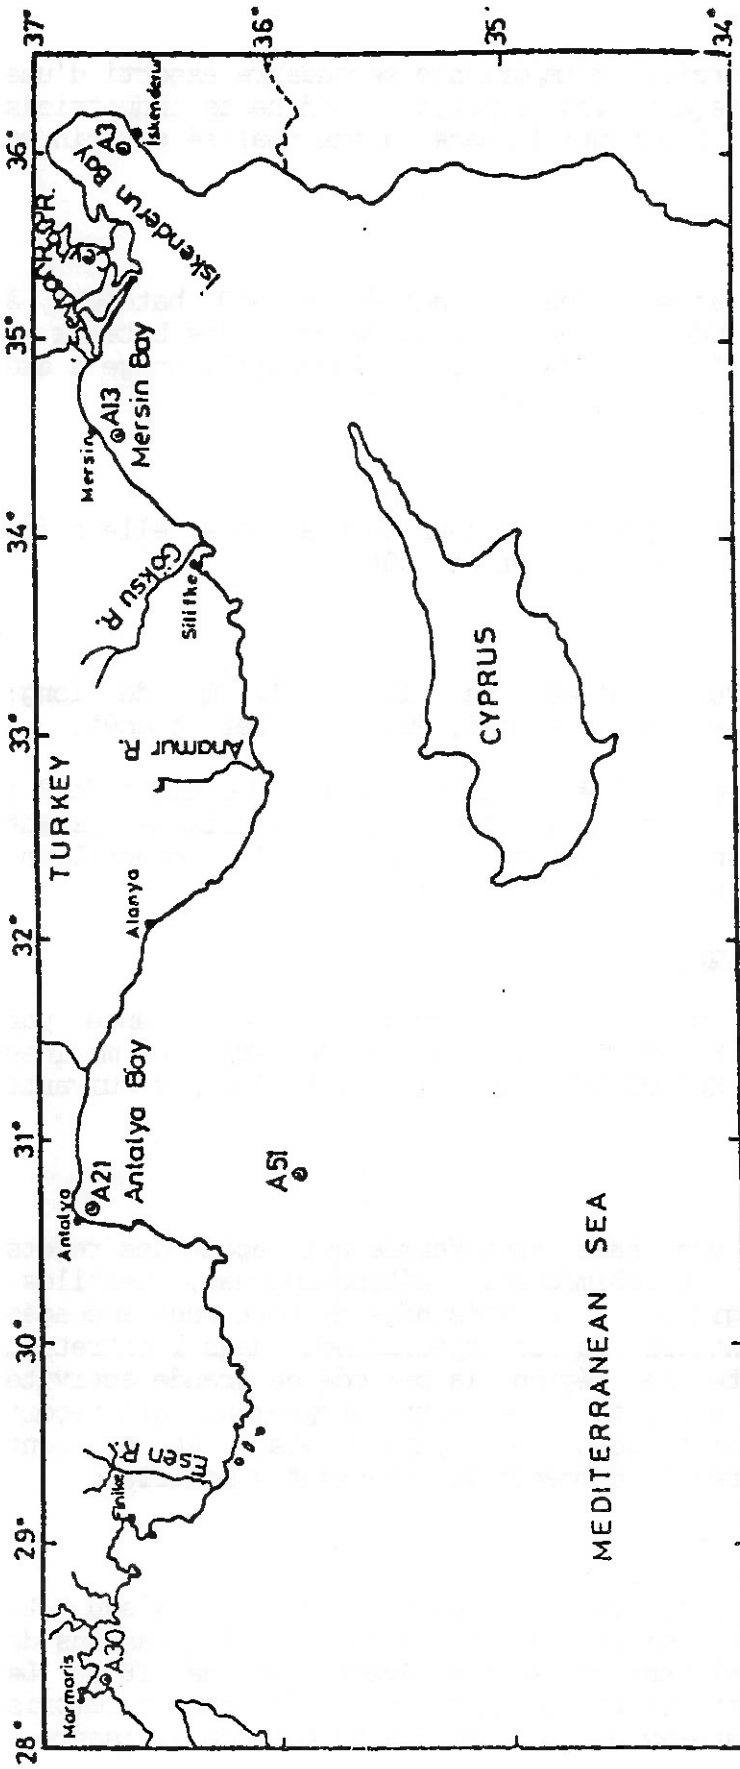 28° 29° 30° 31° 32° 33° 34° 35° 36°
37°
36°
35°
34°
TURKEY
Marmaris
A30
Finike
Esen R.
Antalya
A21
Antalya Bay
A51
Alanya
Anamur R.
Göksu R.
Silifke
Mersin
A13
Mersin Bay
R.
Iskenderun Bay
A3
Iskenderun
CYPRUS
MEDITERRANEAN SEA